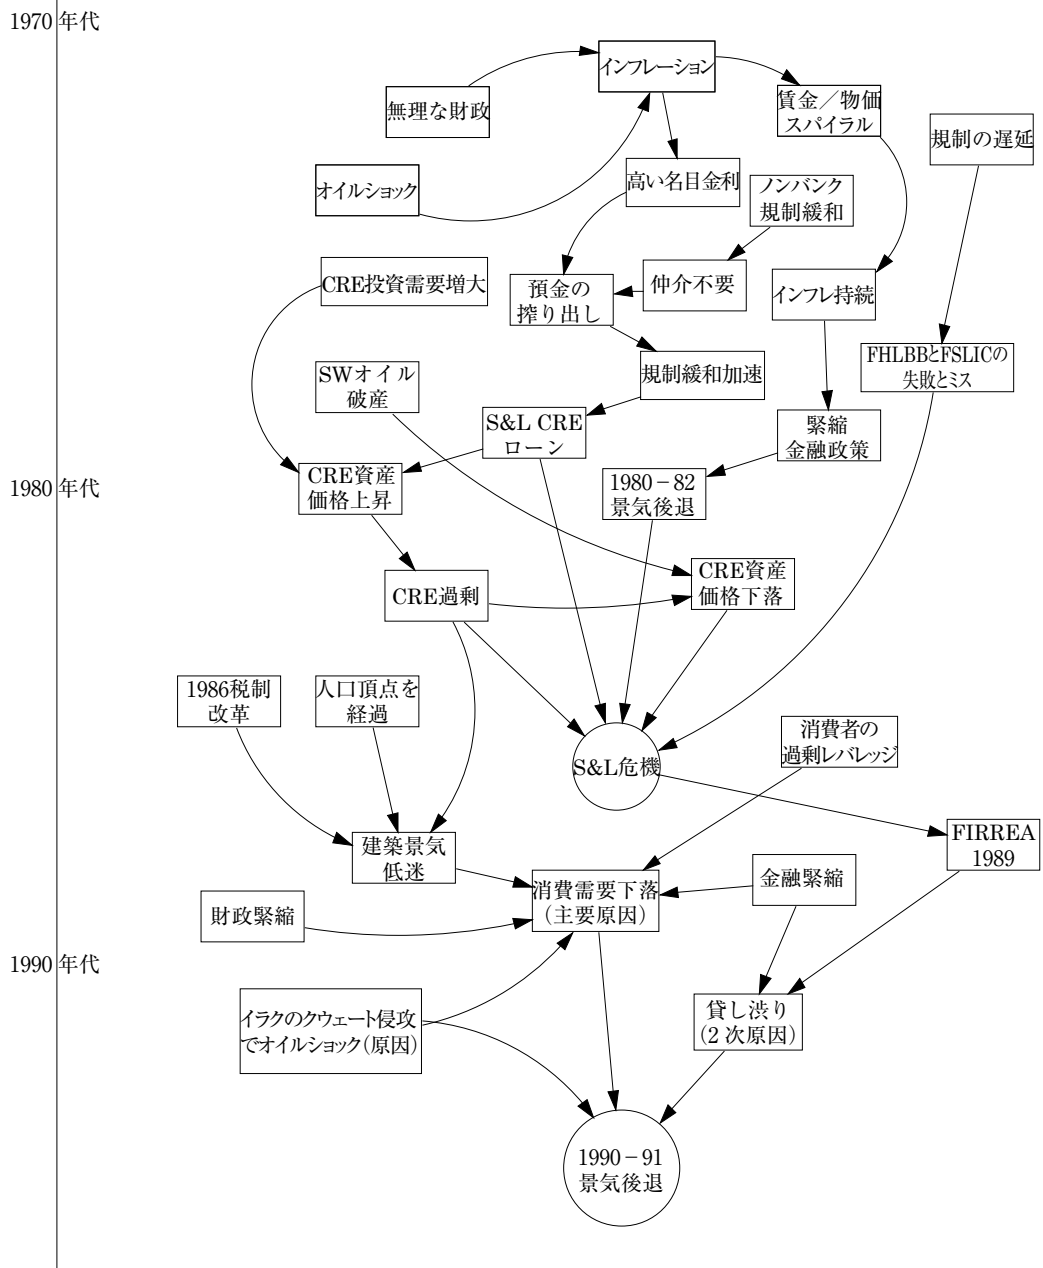 1970年代
インフレーション
無理な財政
賃金／物価
スパイラル
規制の遅延
オイルショック
高い名目金利
ノンバンク
規制緩和
CRE投資需要増大
預金の
搾り出し
仲介不要
インフレ持続
FHLBBとFSLICの
失敗とミス
SWオイル
破産
規制緩和加速
S&L CRE
ローン
緊縮
金融政策
1980年代
CRE資産
価格上昇
1980－82
景気後退
CRE過剰
CRE資産
価格下落
1986税制
改革
人口頂点を
経過
消費者の
過剰レバレッジ
S&L危機
FIRREA
1989
建築景気
低迷
消費需要下落
（主要原因）
金融緊縮
財政緊縮
1990年代
イラクのクウェート侵攻
でオイルショック（原因）
貸し渋り
（2次原因）
1990－91
景気後退